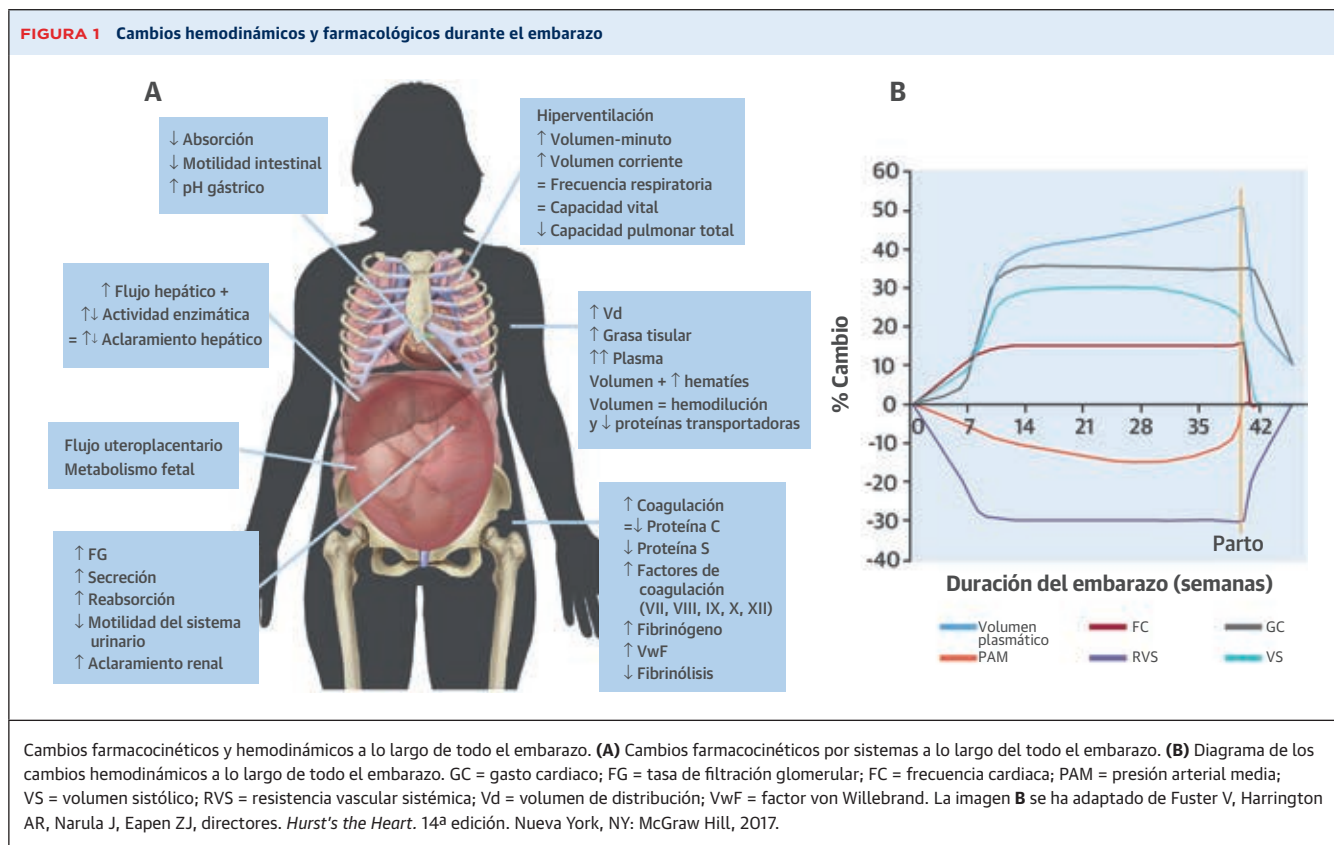 FIGURA 1 Cambios hemodinámicos y farmacológicos durante el embarazo
A
↓ Absorción
↓ Motilidad intestinal
↑ pH gástrico
Hiperventilación
↑ Volumen-minuto
↑ Volumen corriente
= Frecuencia respiratoria
= Capacidad vital
↓ Capacidad pulmonar total
↑ Flujo hepático +
↑↓ Actividad enzimática
= ↑↓ Aclaramiento hepático
↑ Vd
↑ Grasa tisular
↑↑ Plasma
Volumen + ↑ hematíes
Volumen = hemodilución
y ↓ proteínas transportadoras
Flujo uteroplacentario
Metabolismo fetal
↑ FG
↑ Secreción
↑ Reabsorción
↓ Motilidad del sistema
urinario
↑ Aclaramiento renal
↑ Coagulación
=↓ Proteína C
↓ Proteína S
↑ Factores de
coagulación
(VII, VIII, IX, X, XII)
↑ Fibrinógeno
↑ VwF
↓ Fibrinólisis
B
% Cambio
60
50
40
30
20
10
0
-10
-20
-30
-40
0 7 14 21 28 35 42
Parto
Duración del embarazo (semanas)
Volumen
plasmático
FC
GC
PAM
RVS
VS
Cambios farmacocinéticos y hemodinámicos a lo largo de todo el embarazo. (A) Cambios farmacocinéticos por sistemas a lo largo del todo el embarazo. (B) Diagrama de los
cambios hemodinámicos a lo largo de todo el embarazo. GC = gasto cardiaco; FG = tasa de filtración glomerular; FC = frecuencia cardiaca; PAM = presión arterial media;
VS = volumen sistólico; RVS = resistencia vascular sistémica; Vd = volumen de distribución; VwF = factor von Willebrand. La imagen B se ha adaptado de Fuster V, Harrington
AR, Narula J, Eapen ZJ, directores. Hurst's the Heart. 14ª edición. Nueva York, NY: McGraw Hill, 2017.